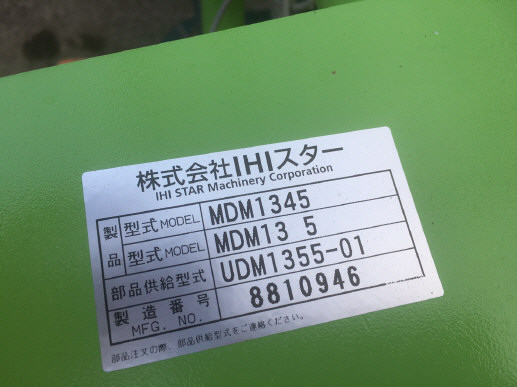 株式会社IHIスター
IHI STAR Machinery Corporation
製品 型式 MODEL MDM1345
型式 MODEL MDM13 5
部品供給型式 UDM1355-01
製造番号 MFG. NO. 8810946
部品注文の際、部品供給型式をご連絡ください。